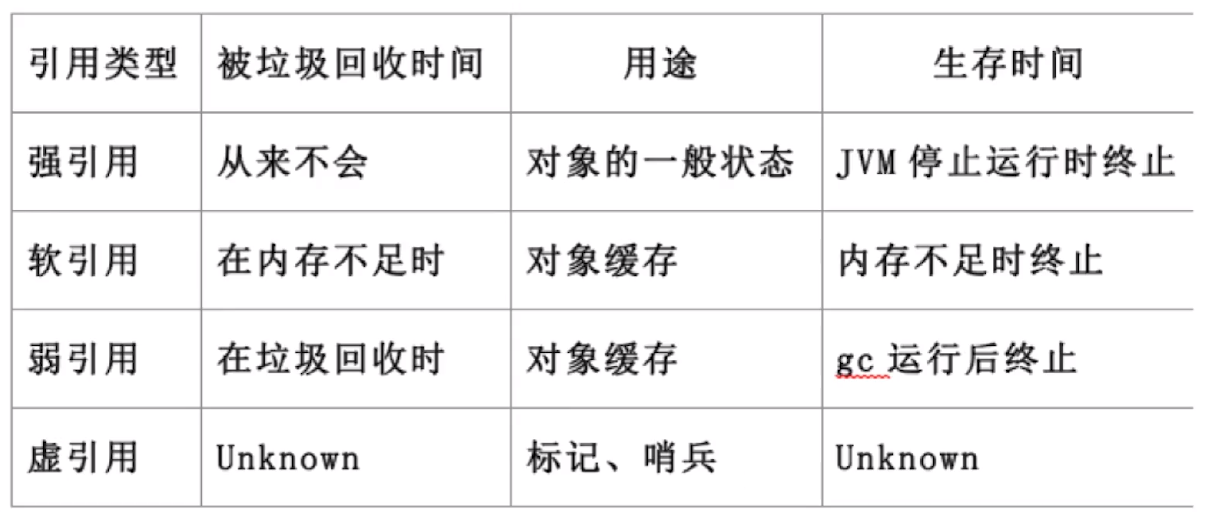 引用类型 被垃圾回收时间 用途 生存时间
强引用 从来不会 对象的一般状态 JVM 停止运行时终止
软引用 在内存不足时 对象缓存 内存不足时终止
弱引用 在垃圾回收时 对象缓存 gc 运行后终止
虚引用 Unknown 标记、哨兵 Unknown